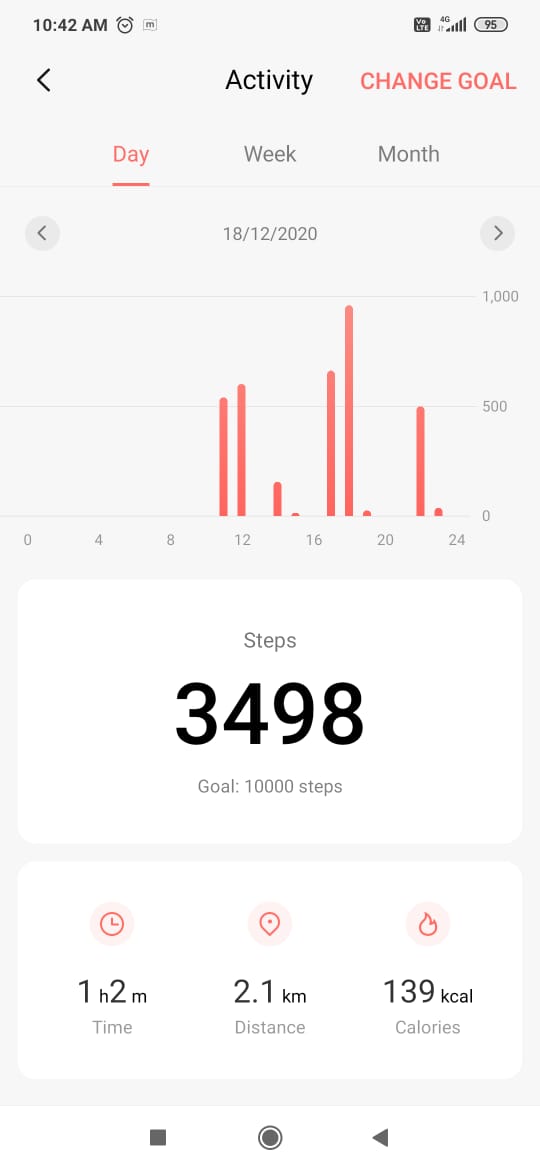 10:42 AM m Vo LTE 4G 95
Activity CHANGE GOAL
Day Week Month
18/12/2020
1,000
500
0
0 4 8 12 16 20 24
Steps
3498
Goal: 10000 steps
1 h 2 m 2.1 km 139 kcal
Time Distance Calories